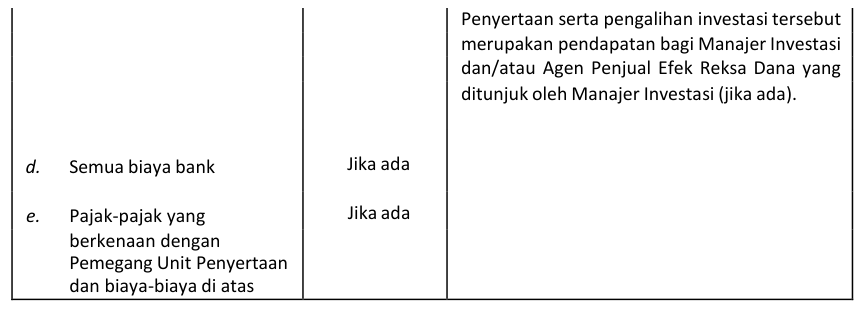 Penyertaan serta pengalihan investasi tersebut
merupakan pendapatan bagi Manajer Investasi
dan/atau Agen Penjual Efek Reksa Dana yang
ditunjuk oleh Manajer Investasi (jika ada).
d. Semua biaya bank Jika ada
e. Pajak-pajak yang Jika ada
berkenaan dengan
Pemegang Unit Penyertaan
dan biaya-biaya di atas